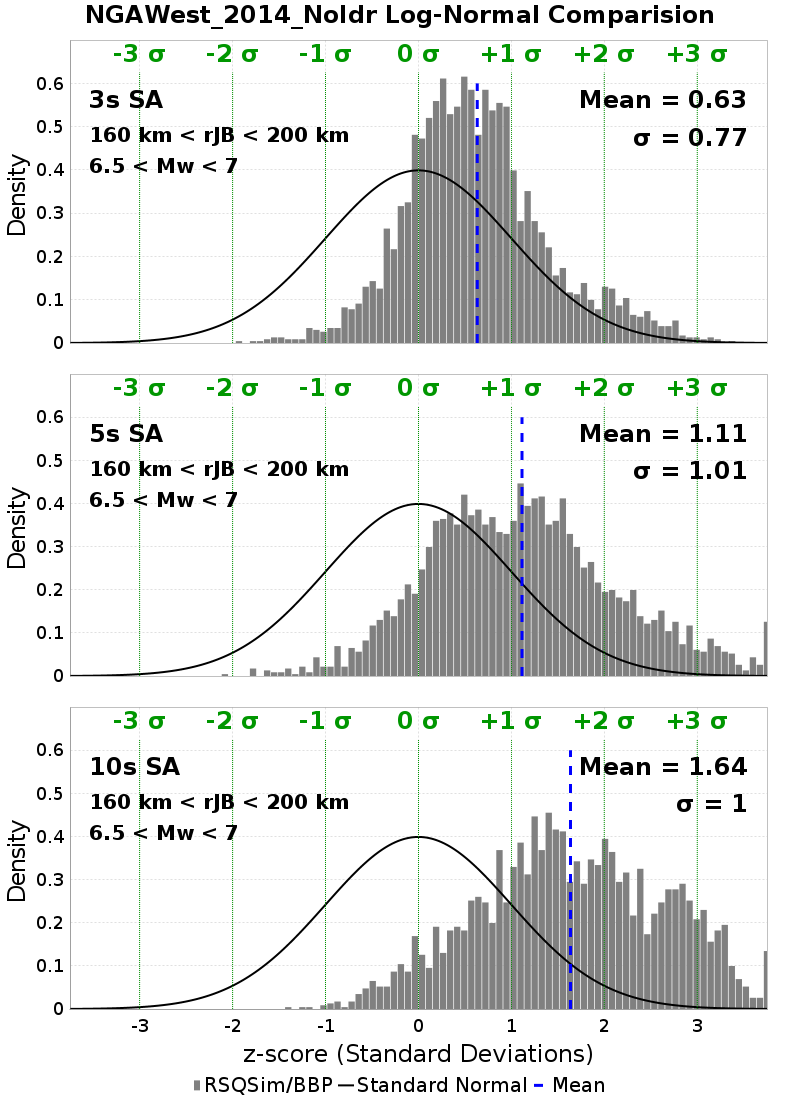 NGAWest_2014_NoIdr Log-Normal Comparision
-3 σ -2 σ -1 σ 0 σ +1 σ +2 σ +3 σ
3s SA
160 km < rJB < 200 km
6.5 < Mw < 7
Mean = 0.63
σ = 0.77
Density
0.6
0.5
0.4
0.3
0.2
0.1
0
-3 σ -2 σ -1 σ 0 σ +1 σ +2 σ +3 σ
5s SA
160 km < rJB < 200 km
6.5 < Mw < 7
Mean = 1.11
σ = 1.01
Density
0.6
0.5
0.4
0.3
0.2
0.1
0
-3 σ -2 σ -1 σ 0 σ +1 σ +2 σ +3 σ
10s SA
160 km < rJB < 200 km
6.5 < Mw < 7
Mean = 1.64
σ = 1
Density
0.6
0.5
0.4
0.3
0.2
0.1
0
-3 -2 -1 0 1 2 3
z-score (Standard Deviations)
RSQSim/BBP Standard Normal Mean